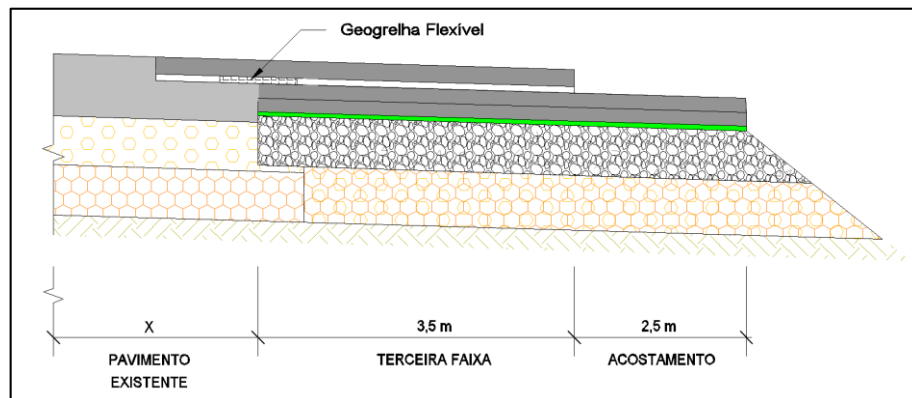 Geogrelha Flexível
X
3,5 m
2,5 m
PAVIMENTO
EXISTENTE
TERCEIRA FAIXA
ACOSTAMENTO